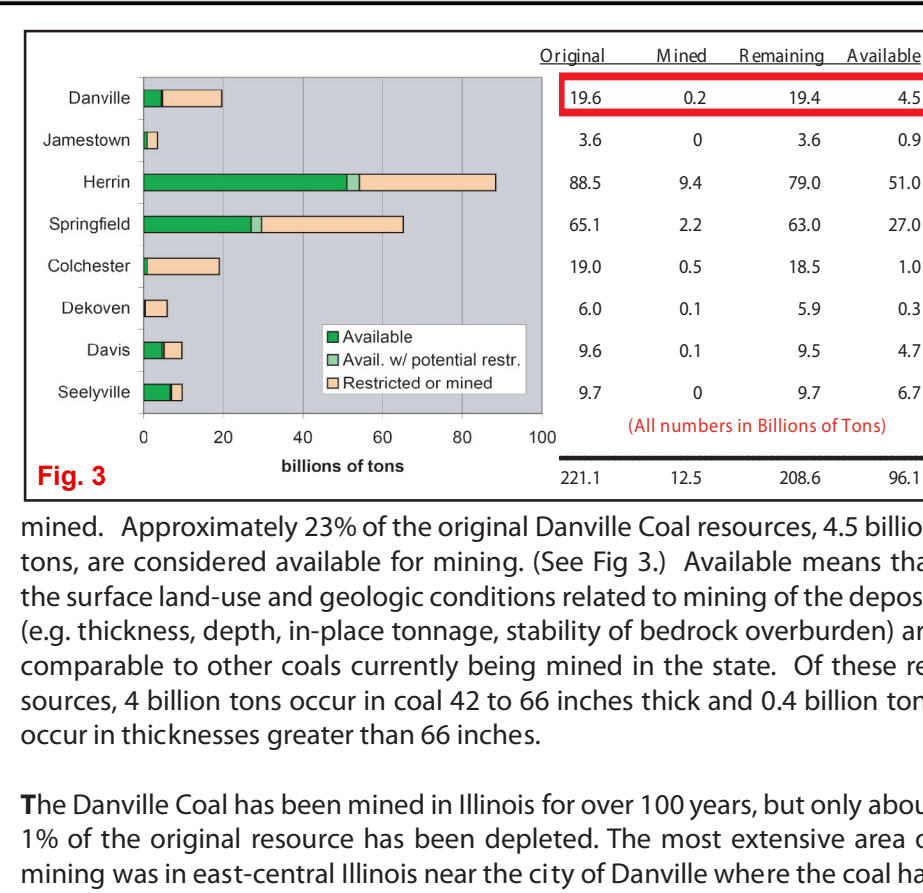 Original Mined Remaining Available
Danville 19.6 0.2 19.4 4.5
Jamestown 3.6 0 3.6 0.9
Herrin 88.5 9.4 79.0 51.0
Springfield 65.1 2.2 63.0 27.0
Colchester 19.0 0.5 18.5 1.0
Dekoven 6.0 0.1 5.9 0.3
Available
Davis Avail. w/ potential restr. 9.6 0.1 9.5 4.7
Restricted or mined
Seelyville 9.7 0 9.7 6.7
(All numbers in Billions of Tons)
0 20 40 60 80 100
billions of tons
Fig. 3 221.1 12.5 208.6 96.1
mined. Approximately 23% of the original Danville Coal resources, 4.5 billio
tons, are considered available for mining. (See Fig 3.) Available means tha
the surface land-use and geologic conditions related to mining of the depos
(e.g. thickness, depth, in-place tonnage, stability of bedrock overburden) ar
comparable to other coals currently being mined in the state. Of these re
sources, 4 billion tons occur in coal 42 to 66 inches thick and 0.4 billion ton
occur in thicknesses greater than 66 inches.
The Danville Coal has been mined in Illinois for over 100 years, but only abou
1% of the original resource has been depleted. The most extensive area o
mining was in east-central Illinois near the city of Danville where the coal ha